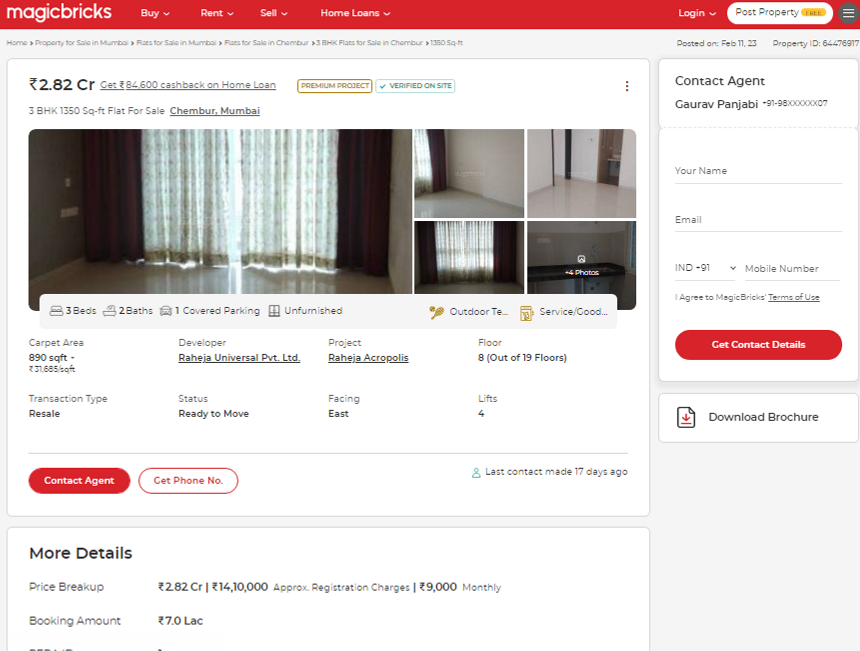 magicbricks
Buy Rent Sell Home Loans Login Post Property FREE
Home > Property for Sale in Mumbai > Flats for Sale in Mumbai > Flats for Sale in Chembur > 3 BHK Flats for Sale in Chembur > 1350 Sq-ft
Posted on: Feb 11, 23 Property ID: 64476917
₹2.82 Cr Get ₹84,600 cashback on Home Loan PREMIUM PROJECT VERIFIED ON SITE
3 BHK 1350 Sq-ft Flat For Sale Chembur, Mumbai
+4 Photos
3 Beds 2 Baths 1 Covered Parking Unfurnished Outdoor Te... Service/Good...
Carpet Area Developer Project Floor
890 sqft Raheja Universal Pvt. Ltd. Raheja Acropolis 8 (Out of 19 Floors)
₹31,685/sqft
Transaction Type Status Facing Lifts
Resale Ready to Move East 4
Contact Agent Get Phone No. Last contact made 17 days ago
More Details
Price Breakup ₹2.82 Cr | ₹14,10,000 Approx. Registration Charges | ₹9,000 Monthly
Booking Amount ₹7.0 Lac
Contact Agent
Gaurav Panjabi +91-98XXXXXX07
Your Name
Email
IND +91 Mobile Number
I Agree to MagicBricks' Terms of Use
Get Contact Details
Download Brochure